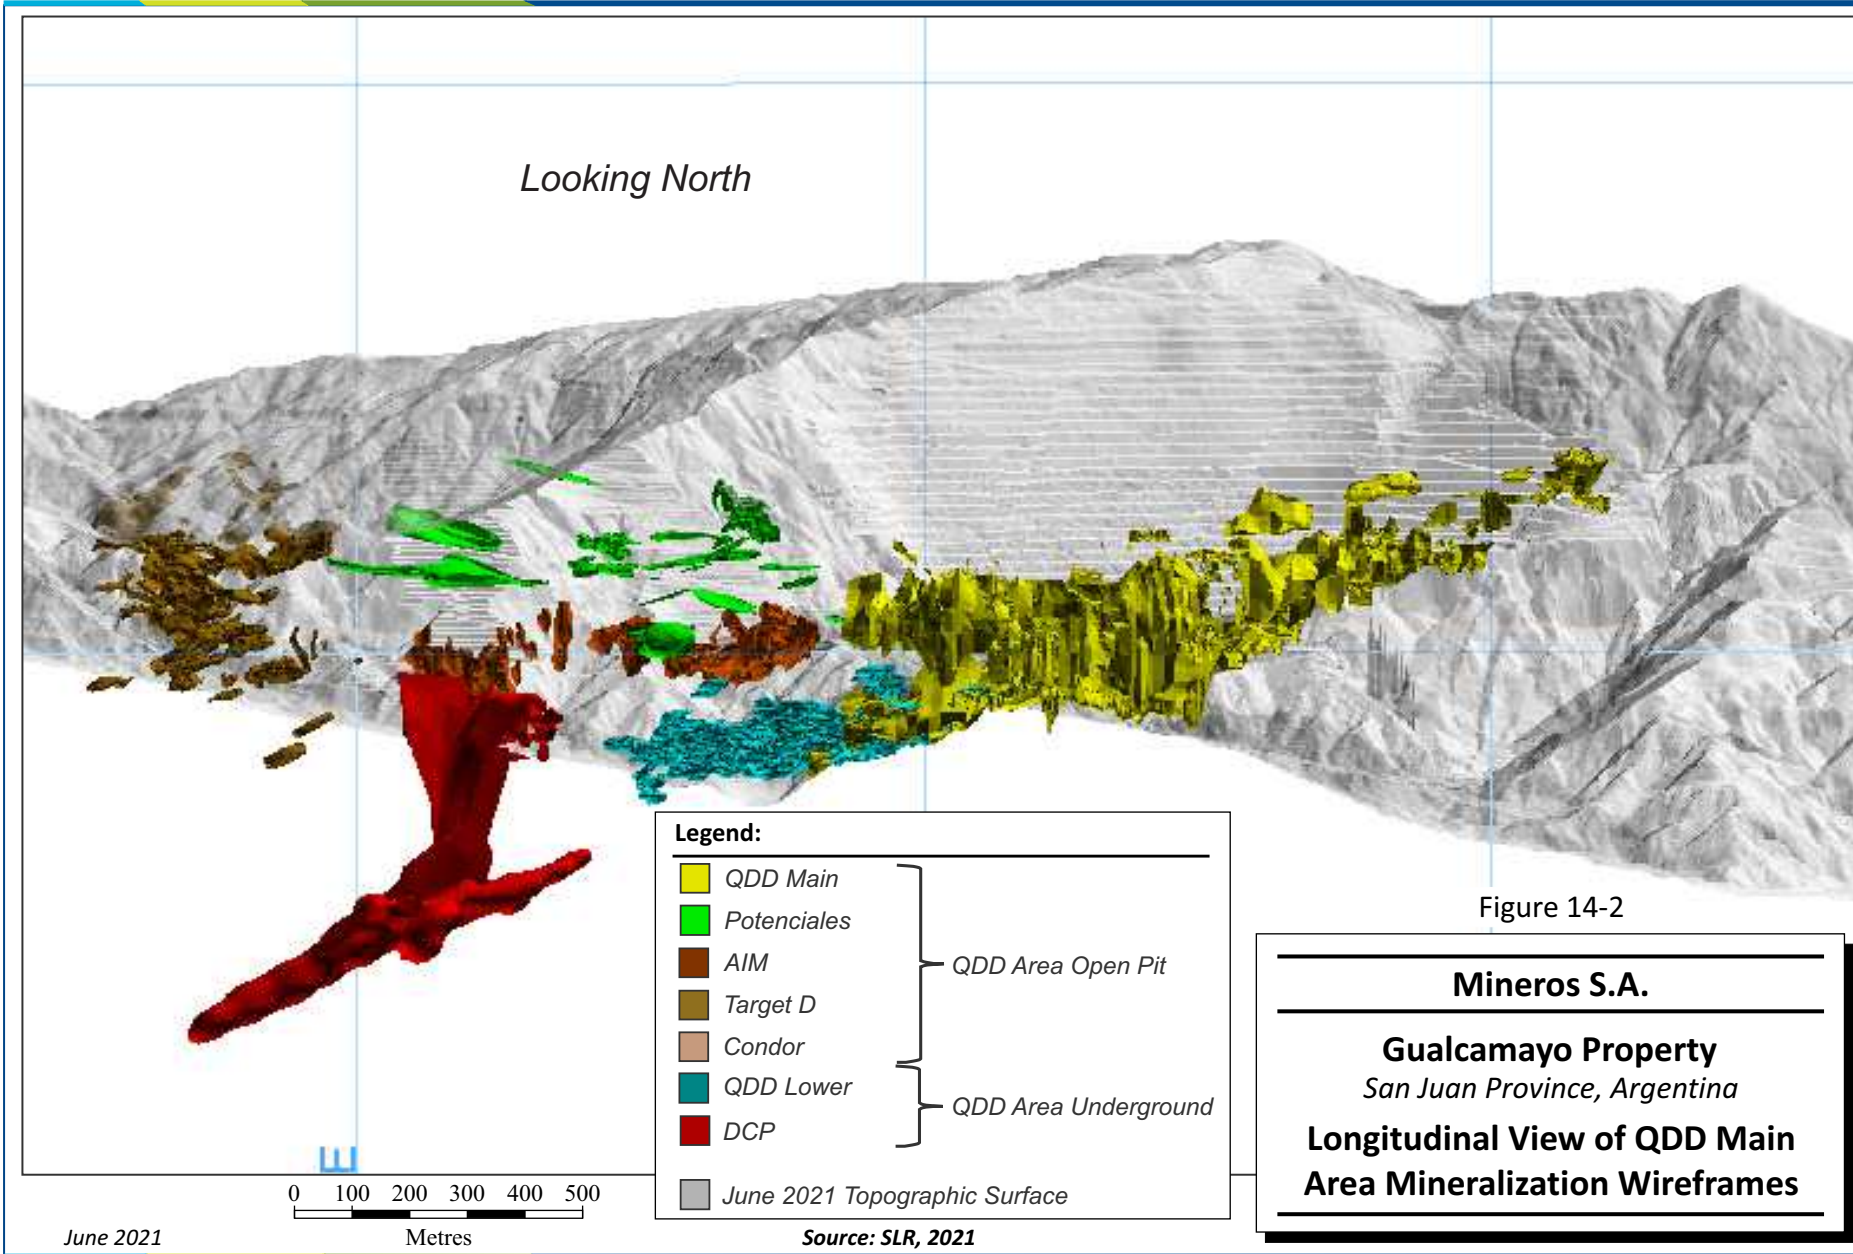 Looking North
Legend:
QDD Main
Potenciales
AIM
Target D
Condor
QDD Area Open Pit
QDD Lower
DCP
QDD Area Underground
June 2021 Topographic Surface
Figure 14-2
Mineros S.A.
Gualcamayo Property
San Juan Province, Argentina
Longitudinal View of QDD Main
Area Mineralization Wireframes
E
0 100 200 300 400 500
Metres
June 2021
Source: SLR, 2021